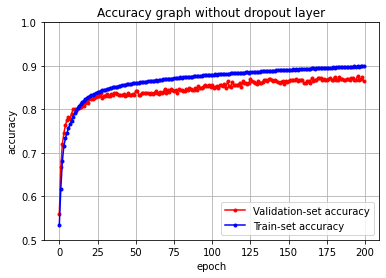 Accuracy graph without dropout layer
1.0
0.9
0.8
0.7
0.6
0.5
accuracy
0 25 50 75 100 125 150 175 200
epoch
Validation-set accuracy
Train-set accuracy